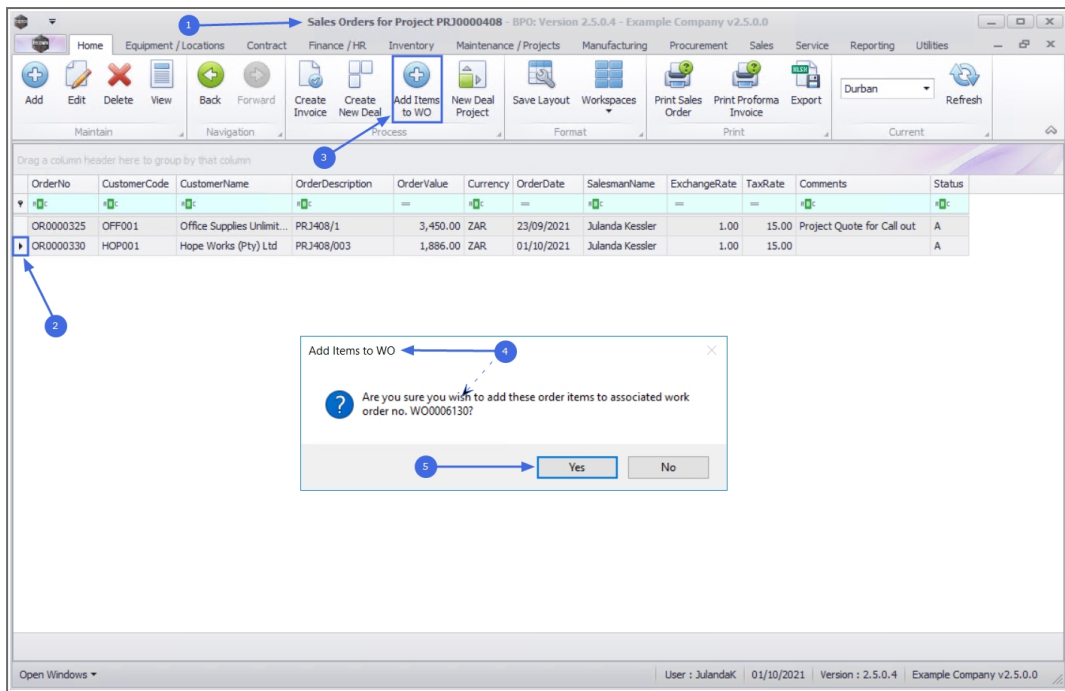 1
Sales Orders for Project PRJ0000408 - BPO: Version 2.5.0.4 - Example Company v2.5.0.0
Home Equipment / Locations Contract Finance / HR Inventory Maintenance / Projects Manufacturing Procurement Sales Service Reporting Utilities
Add Edit Delete View Back Forward Create Invoice Create New Deal Add Items to WO New Deal Project Save Layout Workspaces Print Sales Order Print Proforma Invoice Export Durban Refresh
Maintain Navigation Process Format Print Current
3
Drag a column header here to group by that column
OrderNo CustomerCode CustomerName OrderDescription OrderValue Currency OrderDate SalesmanName ExchangeRate TaxRate Comments Status
OR0000325 OFF001 Office Supplies Unlimit... PRJ408/1 3,450.00 ZAR 23/09/2021 Julanda Kessler 1.00 15.00 Project Quote for Call out A
OR0000330 HOP001 Hope Works (Pty) Ltd PRJ408/003 1,886.00 ZAR 01/10/2021 Julanda Kessler 1.00 15.00 A
2
Add Items to WO 4
Are you sure you wish to add these order items to associated work
order no. WO0006130?
5 Yes No
Open Windows User : JulandaK 01/10/2021 Version : 2.5.0.4 Example Company v2.5.0.0